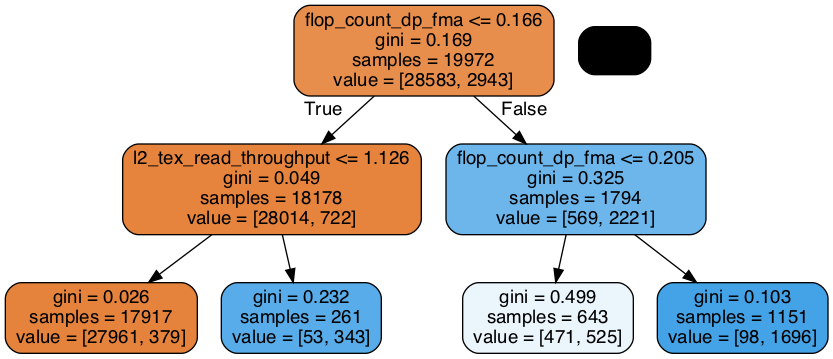 flop_count_dp_fma <= 0.166
gini = 0.169
samples = 19972
value = [28583, 2943]
True
False
l2_tex_read_throughput <= 1.126
gini = 0.049
samples = 18178
value = [28014, 722]
flop_count_dp_fma <= 0.205
gini = 0.325
samples = 1794
value = [569, 2221]
gini = 0.026
samples = 17917
value = [27961, 379]
gini = 0.232
samples = 261
value = [53, 343]
gini = 0.499
samples = 643
value = [471, 525]
gini = 0.103
samples = 1151
value = [98, 1696]